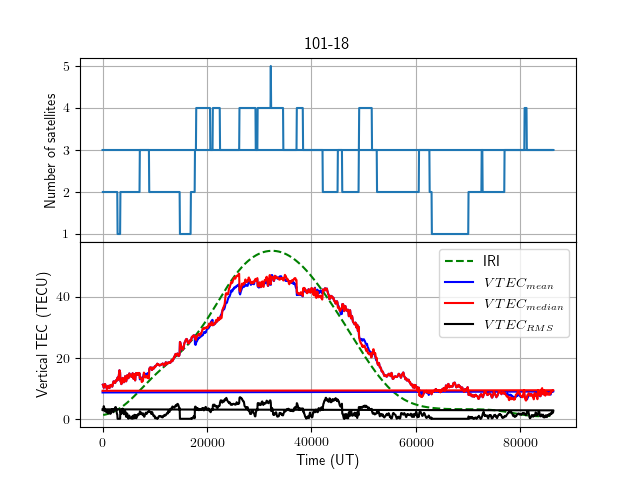 101-18
5
4
3
2
1
Number of satellites
40
20
0
Vertical TEC (TECU)
IRI
VTEC_mean
VTEC_median
VTEC_RMS
0 20000 40000 60000 80000
Time (UT)